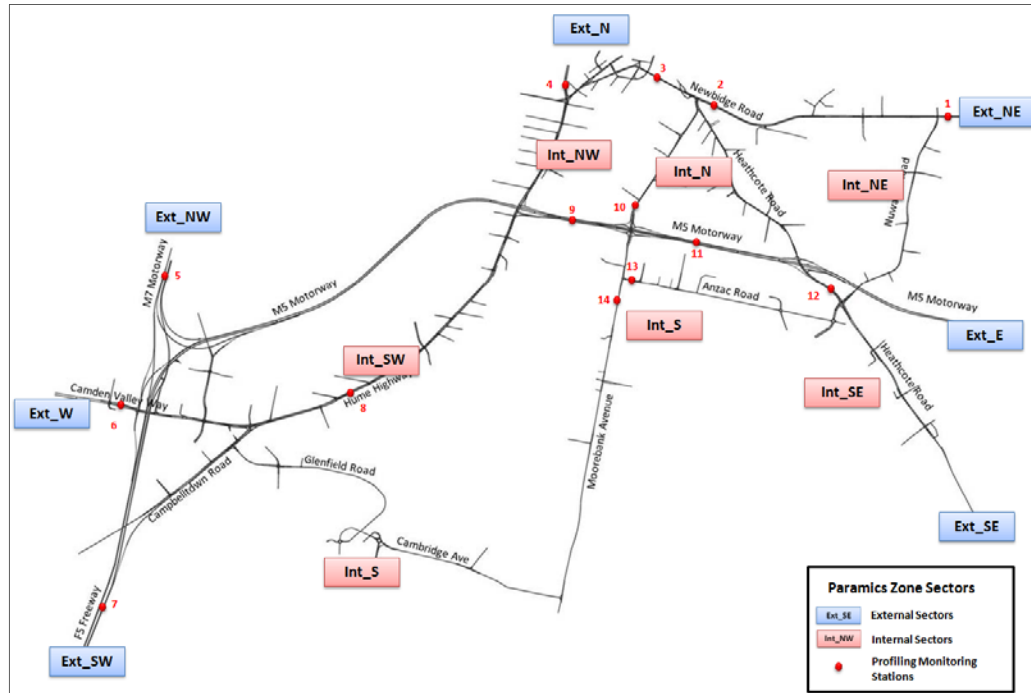 Ext_N
3
4
2
Newbidge Road
1
Ext_NE
Int_NW
Int_N
Heathcote Road
Int_NE
Ext_NW
10
9
M5 Motorway
M7 Motorway
5
11
13
12
Anzac Road
M5 Motorway
14
M5 Motorway
Int_S
Ext_E
Int_SW
Hume Highway
8
Heathcote Road
Int_SE
Camden Valley Way
Ext_W
6
Campbelltown Road
Glenfield Road
Moorebank Avenue
Ext_SE
Cambridge Ave
Int_S
7
F5 Freeway
Ext_SW
Paramics Zone Sectors
Ext_SE External Sectors
Int_NW Internal Sectors
Profiling Monitoring
Stations